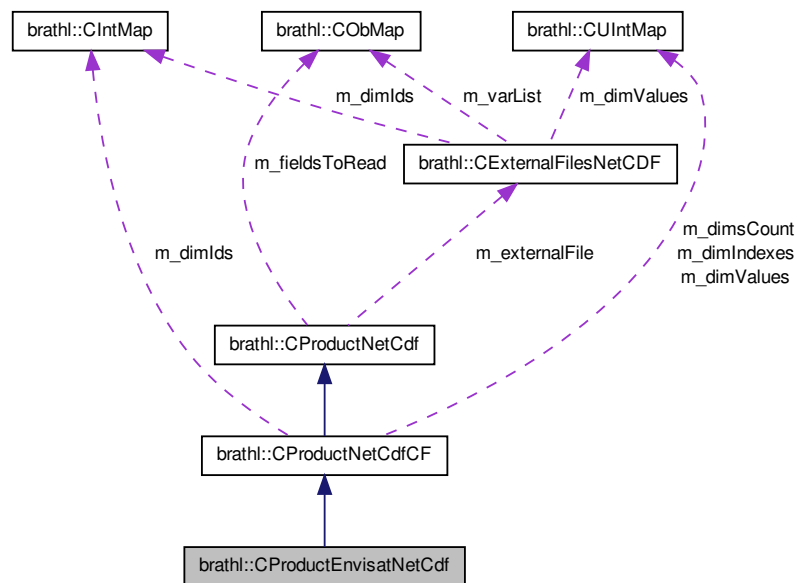 brathl::CIntMap
brathl::CObMap
brathl::CUIntMap
m_dimIds
m_varList
m_dimValues
m_fieldsToRead
brathl::CExternalFilesNetCDF
m_dimIds
m_externalFile
m_dimsCount
m_dimIndexes
m_dimValues
brathl::CProductNetCdf
brathl::CProductNetCdfCF
brathl::CProductEnvisatNetCdf